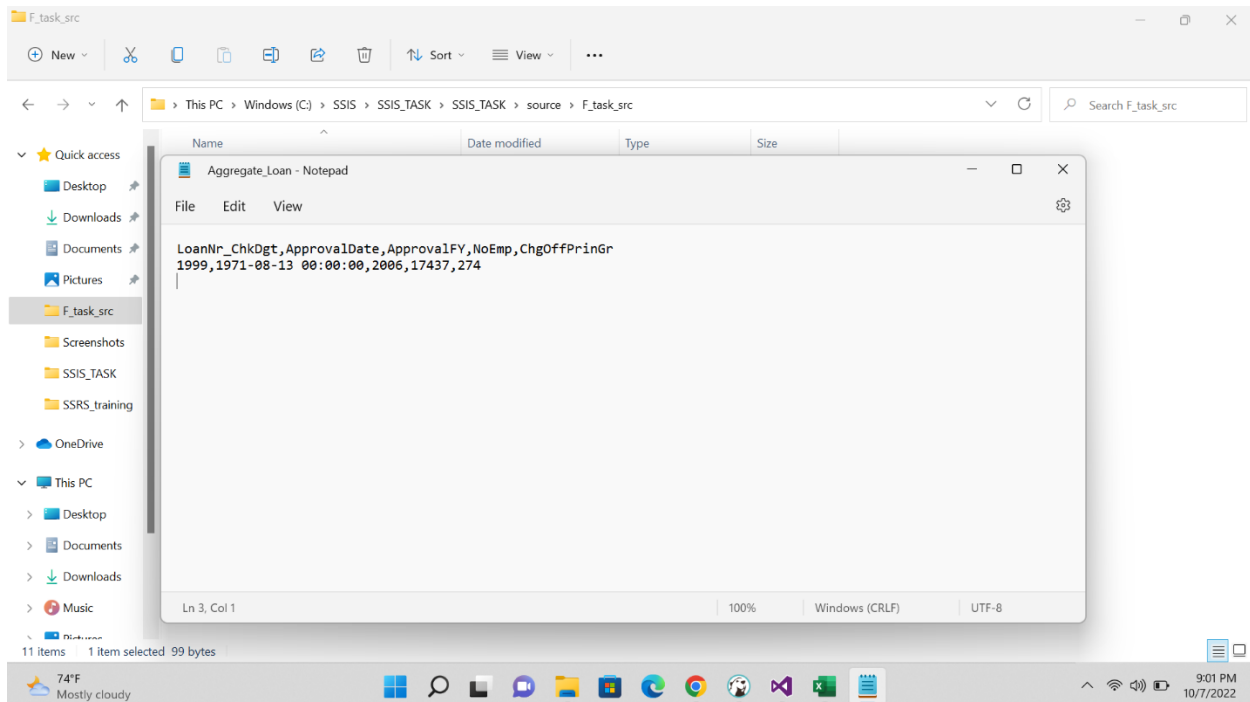 F_task_src
New
Sort
View
This PC > Windows (C:) > SSIS > SSIS_TASK > SSIS_TASK > source > F_task_src
Search F_task_src
Name Date modified Type Size
Quick access
Desktop
Downloads
Documents
Pictures
F_task_src
Screenshots
SSIS_TASK
SSRS_training
OneDrive
This PC
Desktop
Documents
Downloads
Music
Pictures
Aggregate_Loan - Notepad
File Edit View
LoanNr_ChkDgt,ApprovalDate,ApprovalFY,NoEmp,ChgOffPrinGr
1999,1971-08-13 00:00:00,2006,17437,274
Ln 3, Col 1 100% Windows (CRLF) UTF-8
11 items 1 item selected 99 bytes
74°F
Mostly cloudy
9:01 PM
10/7/2022